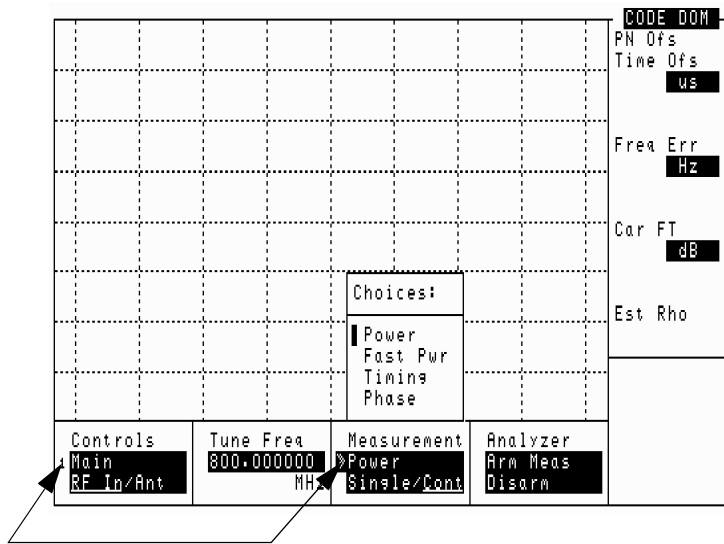 CODE DOM
PN Ofs
Time Ofs
us
Freq Err
Hz
Car FT
dB
Est Rho
Choices:
Power
Fast Pwr
Timing
Phase
Controls
Main
RF In/Ant
Tune Freq
800.000000
MHz
Measurement
»Power
Single/Cont
Analyzer
Arm Meas
Disarm